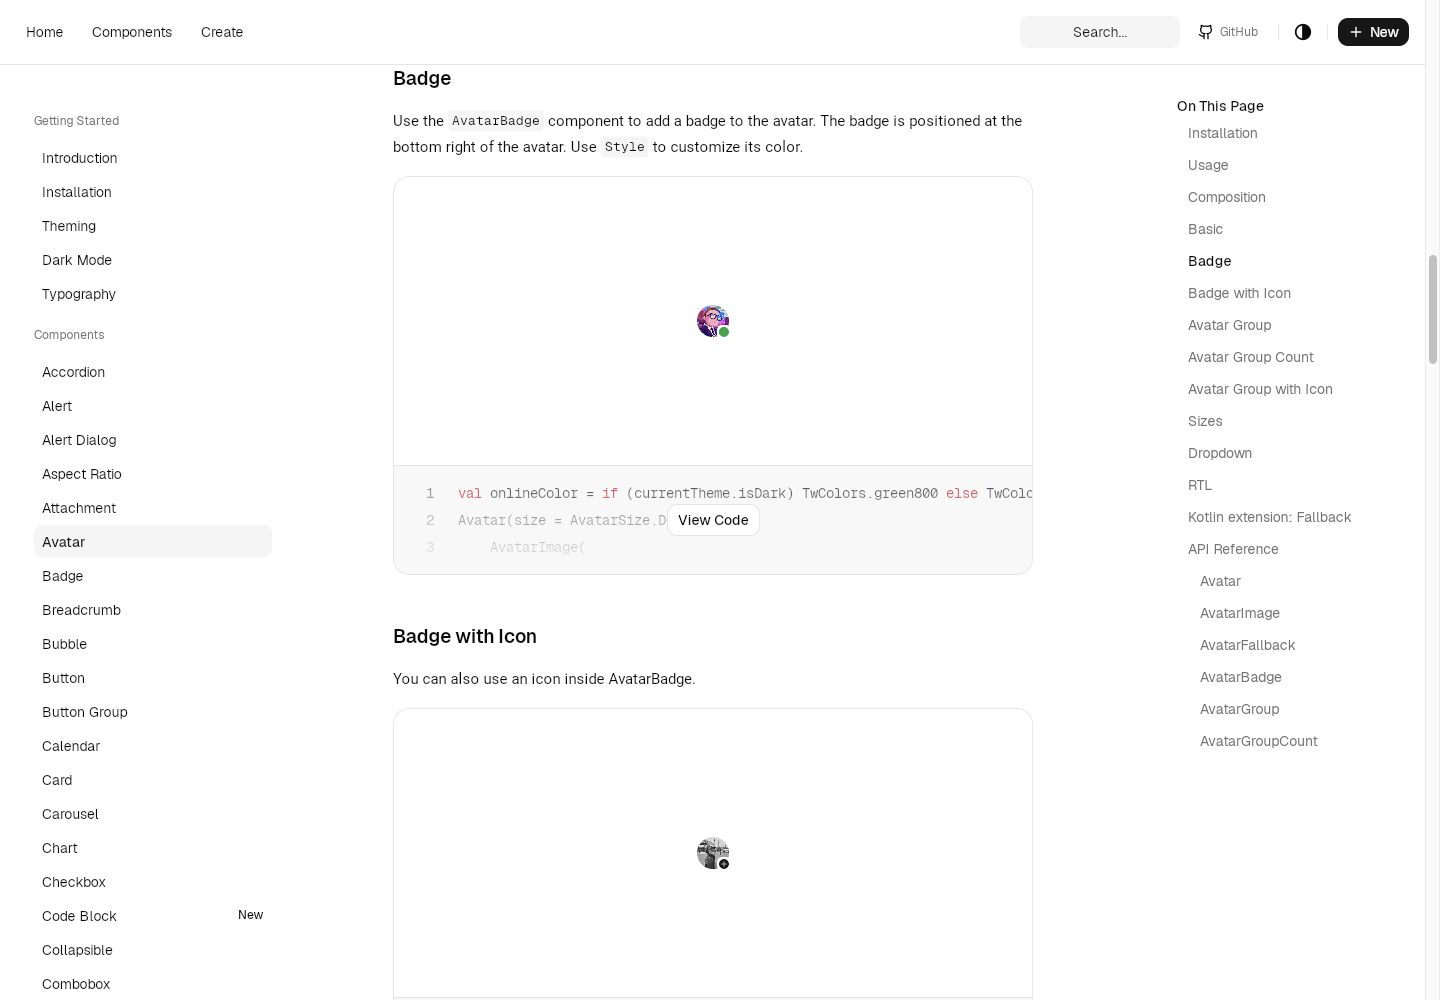 Home
Components
Create
Search...
GitHub
New
Getting Started
Introduction
Installation
Theming
Dark Mode
Typography
Components
Accordion
Alert
Alert Dialog
Aspect Ratio
Attachment
Avatar
Badge
Breadcrumb
Bubble
Button
Button Group
Calendar
Card
Carousel
Chart
Checkbox
Code Block
New
Collapsible
Combobox
Badge
Use the AvatarBadge component to add a badge to the avatar. The badge is positioned at the
bottom right of the avatar. Use Style to customize its color.
1 val onlineColor = if (currentTheme.isDark) TwColors.green800 else TwColo
2 Avatar(size = AvatarSize.D
View Code
3 AvatarImage(
Badge with Icon
You can also use an icon inside AvatarBadge.
On This Page
Installation
Usage
Composition
Basic
Badge
Badge with Icon
Avatar Group
Avatar Group Count
Avatar Group with Icon
Sizes
Dropdown
RTL
Kotlin extension: Fallback
API Reference
Avatar
AvatarImage
AvatarFallback
AvatarBadge
AvatarGroup
AvatarGroupCount